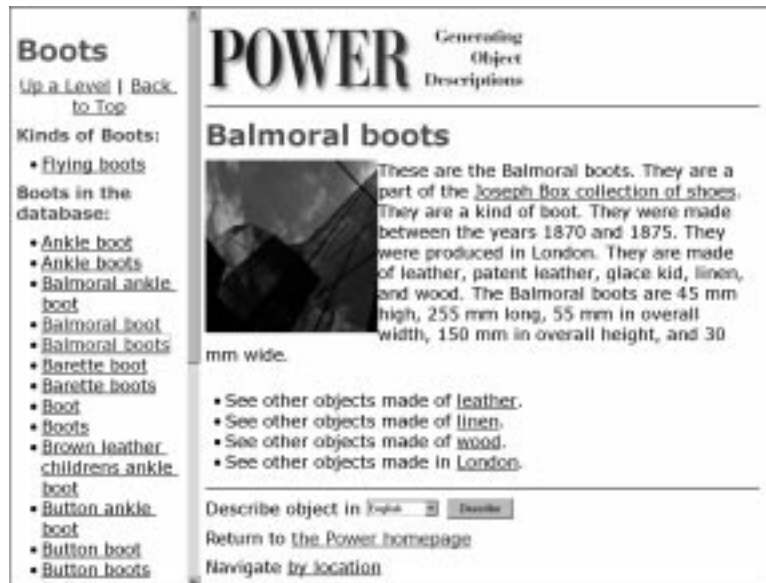 Boots
Up a Level | Back
to Top
Kinds of Boots:
• Flying boots
Boots in the
database:
• Ankle boot
• Ankle boots
• Balmoral ankle
boot
• Balmoral boot
• Balmoral boots
• Barette boot
• Barette boots
• Boot
• Boots
• Brown leather
childrens ankle
boot
• Button ankle
boot
• Button boot
• Button boots
POWER
Generating
Object
Descriptions
Balmoral boots
These are the Balmoral boots. They are a
part of the Joseph Box collection of shoes.
They are a kind of boot. They were made
between the years 1870 and 1875. They
were produced in London. They are made
of leather, patent leather, glace kid, linen,
and wood. The Balmoral boots are 45 mm
high, 255 mm long, 55 mm in overall
width, 150 mm in overall height, and 30
mm wide.
• See other objects made of leather.
• See other objects made of linen.
• See other objects made of wood.
• See other objects made in London.
Describe object in English Describe
Return to the Power homepage
Navigate by location